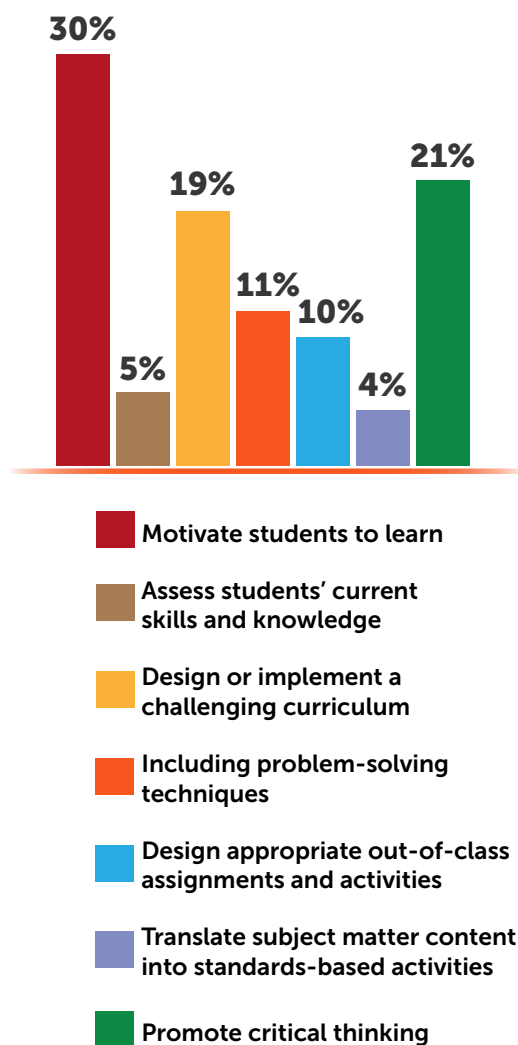 30%
21%
19%
11%
10%
5%
4%
Motivate students to learn
Assess students’ current
skills and knowledge
Design or implement a
challenging curriculum
Including problem-solving
techniques
Design appropriate out-of-class
assignments and activities
Translate subject matter content
into standards-based activities
Promote critical thinking